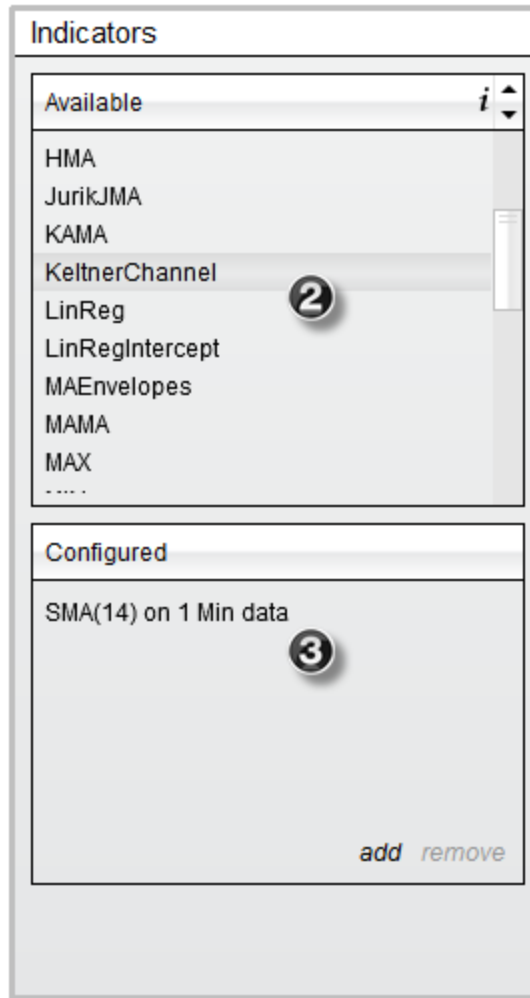 Indicators
Available i
HMA
JurikJMA
KAMA
KeltnerChannel
2
LinReg
LinRegIntercept
MAEnvelopes
MAMA
MAX
Configured
SMA(14) on 1 Min data
3
add remove